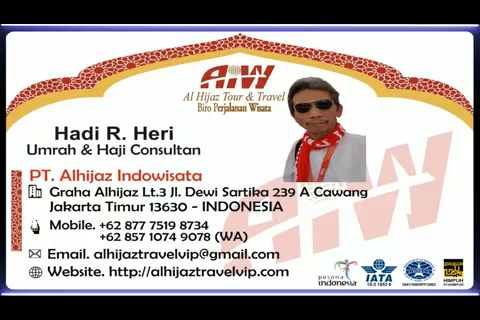 AIW
Al Hijaz Tour & Travel
Biro Perjalanan Wisata
Hadi R. Heri
Umrah & Haji Consultan
PT. Alhijaz Indowisata
Graha Alhijaz Lt.3 Jl. Dewi Sartika 239 A Cawang
Jakarta Timur 13630 - INDONESIA
Mobile. +62 877 7519 8734
+62 857 1074 9078 (WA)
Email. alhijaztravelvip@gmail.com
Website. http://alhijaztravelvip.com
pesona
indonesia
IATA
HIMPUH